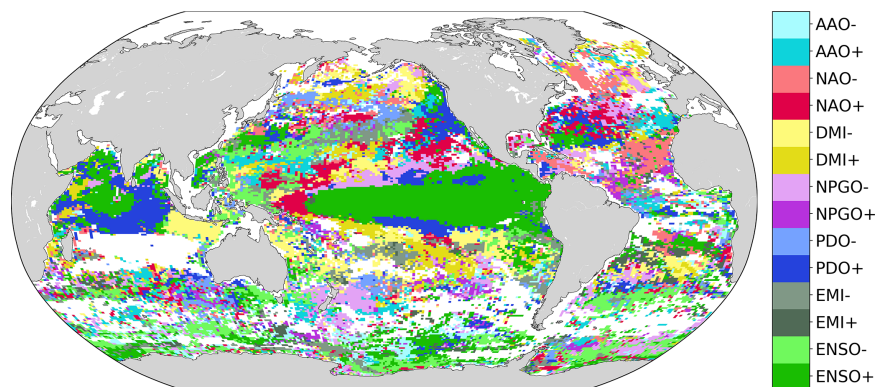 AAO-
AAO+
NAO-
NAO+
DMI-
DMI+
NPGO-
NPGO+
PDO-
PDO+
EMI-
EMI+
ENSO-
ENSO+